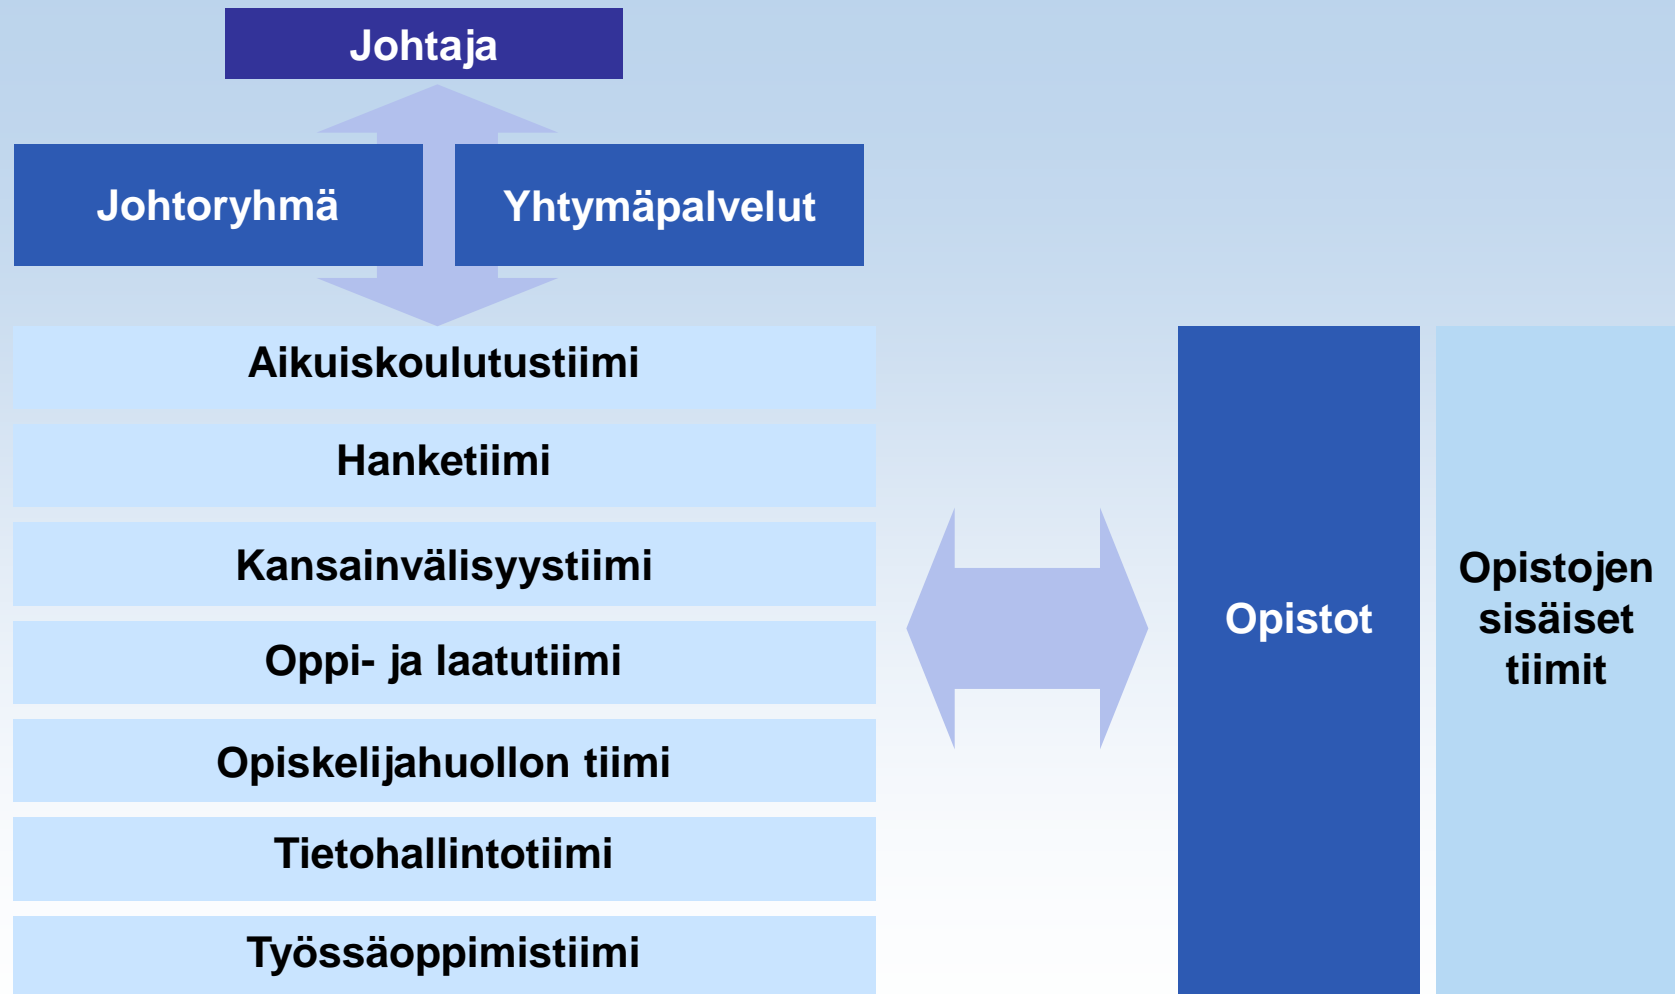 Johtaja
Johtoryhmä
Yhtymäpalvelut
Aikuiskoulutustiimi
Hanketiimi
Kansainvälisyystiimi
Oppi- ja laatutiimi
Opiskelijahuollon tiimi
Tietohallintotiimi
Työssäoppimistiimi
Opistot
Opistojen
sisäiset
tiimit